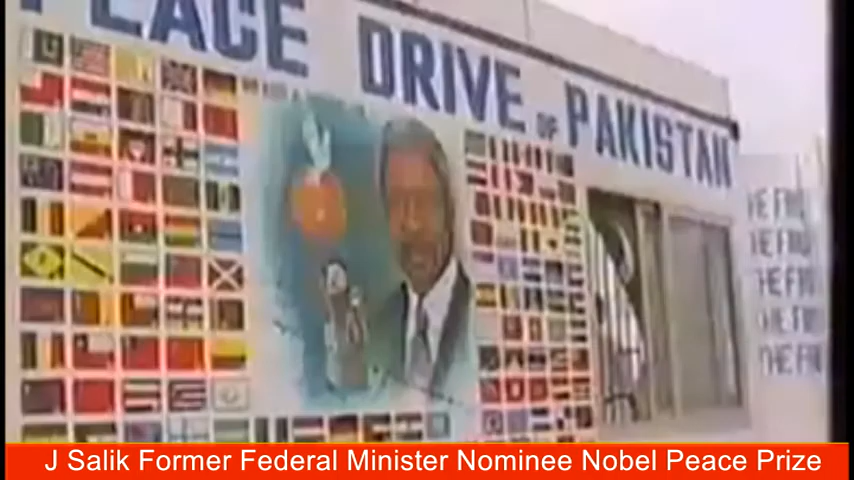 PEACE DRIVE OF PAKISTAN
J Salik Former Federal Minister Nominee Nobel Peace Prize